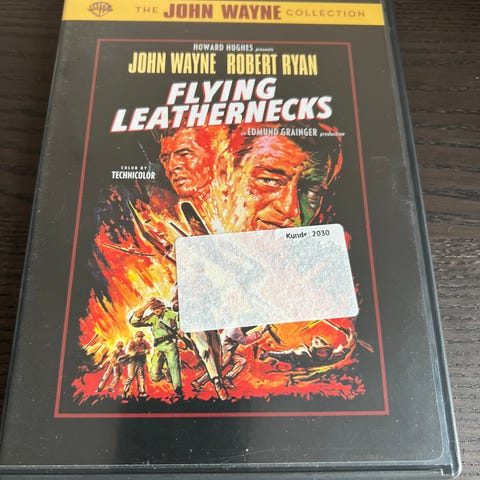 THE JOHN WAYNE COLLECTION
HOWARD HUGHES presents
JOHN WAYNE ROBERT RYAN
FLYING
LEATHERNECKS
an EDMUND GRAINGER production
COLOR BY
TECHNICOLOR
2030